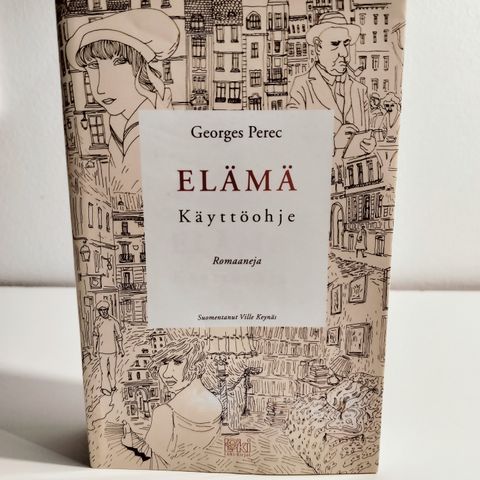 Georges Perec
ELÄMÄ
Käyttöohje
Romaaneja
Suomentanut Ville Keynäs